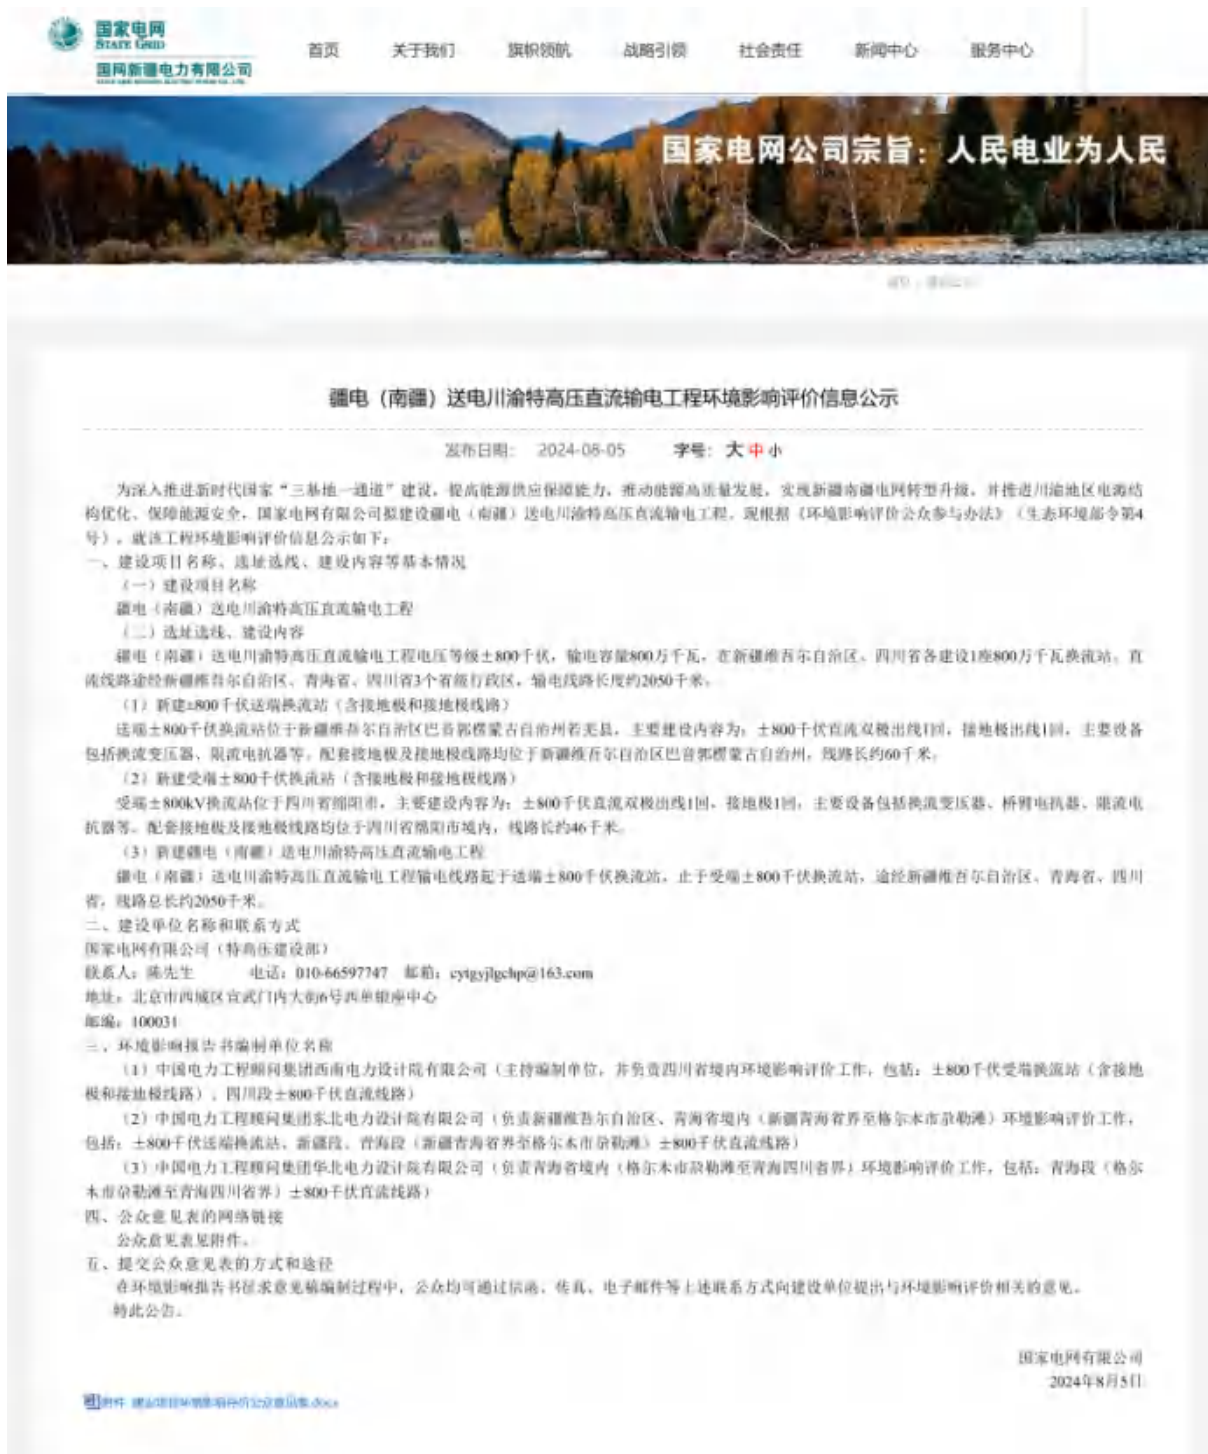 国家电网
STATE GRID
国网新疆电力有限公司
首页 关于我们 旗帜领航 战略引领 社会责任 新闻中心 服务中心
国家电网公司宗旨：人民电业为人民
疆电（南疆）送电川渝特高压直流输电工程环境影响评价信息公示
发布日期： 2024-08-05 字号：大 中 小
为深入推进新时代国家“三基地一通道”建设，提高能源供应保障能力，推动能源高质量发展，实现新疆南疆电网转型升级，并推进川渝地区电源结
构优化、保障能源安全，国家电网有限公司拟建设疆电（南疆）送电川渝特高压直流输电工程。现根据《环境影响评价公众参与办法》（生态环境部令第4
号），就该工程环境影响评价信息公示如下：
一、建设项目名称、选址选线、建设内容等基本情况
（一）建设项目名称
疆电（南疆）送电川渝特高压直流输电工程
（二）选址选线、建设内容
疆电（南疆）送电川渝特高压直流输电工程电压等级±800千伏，输电容量800万千瓦，在新疆维吾尔自治区、四川省各建设1座800万千瓦换流站。直
流线路途经新疆维吾尔自治区、青海省、四川省3个省级行政区，输电线路长度约2050千米。
（1）新建±800千伏送端换流站（含接地极和接地极线路）
送端±800千伏换流站位于新疆维吾尔自治区巴音郭楞蒙古自治州若羌县，主要建设内容为：±800千伏直流双极出线1回，接地极出线1回，主要设备
包括换流变压器、限流电抗器等。配套接地极及接地极线路均位于新疆维吾尔自治区巴音郭楞蒙古自治州，线路长约60千米。
（2）新建受端±800千伏换流站（含接地极和接地极线路）
受端±800kV换流站位于四川省绵阳市，主要建设内容为：±800千伏直流双极出线1回，接地极1回，主要设备包括换流变压器、桥臂电抗器、限流电
抗器等。配套接地极及接地极线路均位于四川省绵阳市境内，线路长约46千米。
（3）新建疆电（南疆）送电川渝特高压直流输电工程
疆电（南疆）送电川渝特高压直流输电工程输电线路起于送端±800千伏换流站，止于受端±800千伏换流站，途经新疆维吾尔自治区、青海省、四川
省，线路总长约2050千米。
二、建设单位名称和联系方式
国家电网有限公司（特高压建设部）
联系人：陈先生 电话：010-66597747 邮箱：cytgyjlgchp@163.com
地址：北京市西城区宣武门内大街6号西单银座中心
邮编：100031
三、环境影响报告书编制单位名称
（1）中国电力工程顾问集团西南电力设计院有限公司（主持编制单位，并负责四川省境内环境影响评价工作，包括：±800千伏受端换流站（含接地
极和接地极线路）、四川段±800千伏直流线路）
（2）中国电力工程顾问集团东北电力设计院有限公司（负责新疆维吾尔自治区、青海省境内（新疆青海省界至格尔木市尕勒滩）环境影响评价工作，
包括：±800千伏送端换流站、新疆段、青海段（新疆青海省界至格尔木市尕勒滩）±800千伏直流线路）
（3）中国电力工程顾问集团华北电力设计院有限公司（负责青海省境内（格尔木市尕勒滩至青海四川省界）环境影响评价工作，包括：青海段（格尔
木市尕勒滩至青海四川省界）±800千伏直流线路）
四、公众意见表的网络链接
公众意见表见附件。
五、提交公众意见表的方式和途径
在环境影响报告书征求意见稿编制过程中，公众均可通过信函、传真、电子邮件等上述联系方式向建设单位提出与环境影响评价相关的意见。
特此公告。
国家电网有限公司
2024年8月5日
附件 建设项目环境影响评价公众意见表.docx